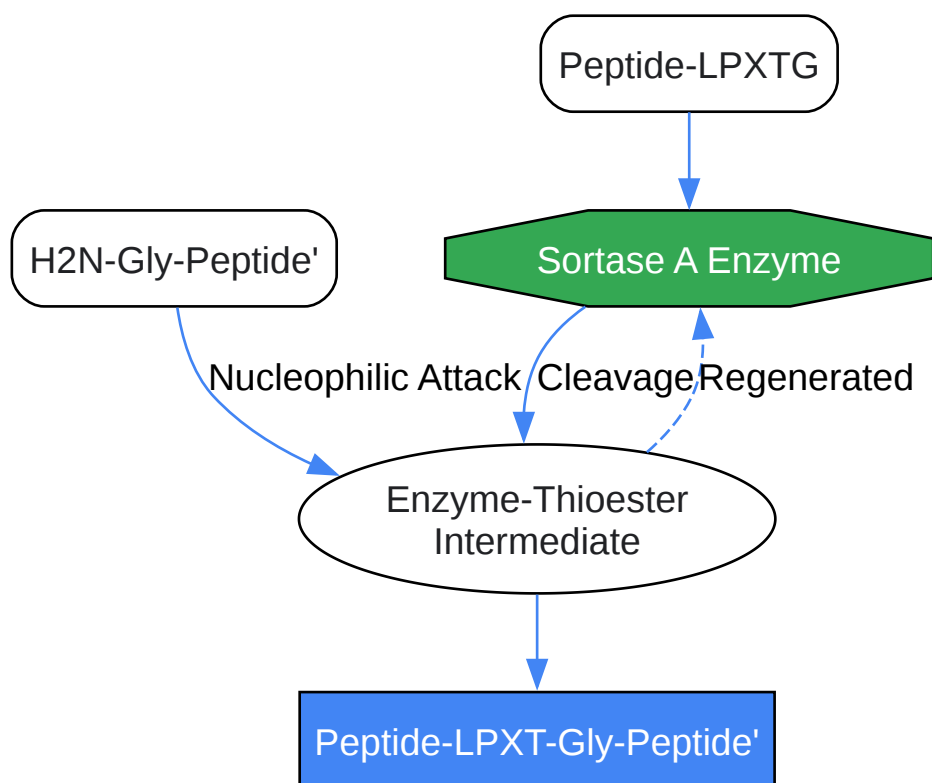 Peptide-LPXTG
H2N-Gly-Peptide'
Sortase A Enzyme
Nucleophilic Attack
Cleavage
Regenerated
Enzyme-Thioester
Intermediate
Peptide-LPXT-Gly-Peptide'